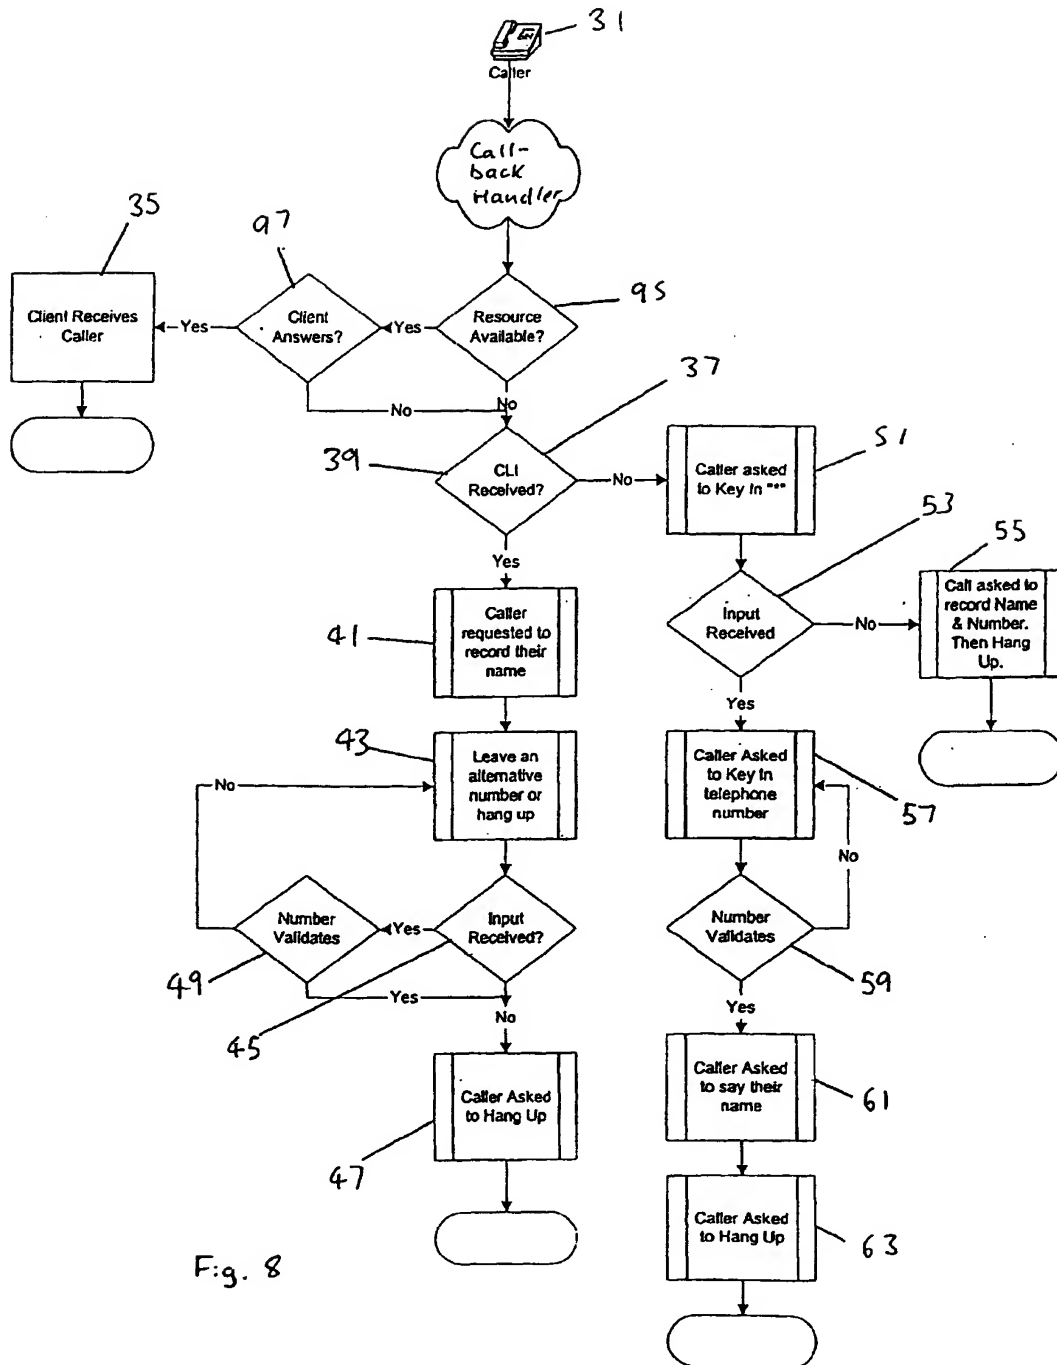 31
Caller
Call-
back
Handler
35
97
95
Client Receives
Caller
Yes
Client
Answers?
Yes
Resource
Available?
37
No
No
51
39
CLI
Received?
No
Caller asked
to Key In "*"
53
55
Yes
41
Caller
requested to
record their
name
Input
Received
No
Call asked to
record Name
& Number.
Then Hang
Up.
Yes
43
No
Leave an
alternative
number or
hang up
Caller Asked
to Key In
telephone
number
57
No
Number
Validates
Yes
Input
Received?
Number
Validates
49
59
Yes
No
Yes
45
Caller Asked
to Hang Up
Caller Asked
to say their
name
61
47
Caller Asked
to Hang Up
63
Fig. 8